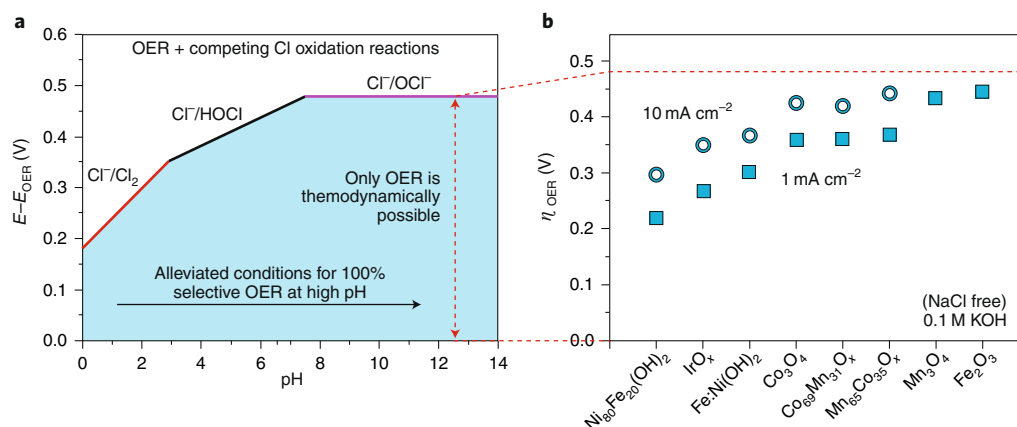 a
OER + competing Cl oxidation reactions
Cl⁻/OCl⁻
Cl⁻/HOCl
Cl⁻/Cl₂
Only OER is
themodynamically
possible
Alleviated conditions for 100%
selective OER at high pH
E–E_OER (V)
0.6
0.5
0.4
0.3
0.2
0.1
0.0
0 2 4 6 8 10 12 14
pH
b
10 mA cm⁻²
1 mA cm⁻²
(NaCl free)
0.1 M KOH
η_OER (V)
0.5
0.4
0.3
0.2
0.1
0.0
Ni₈₀Fe₂₀(OH)₂
IrOₓ
Fe:Ni(OH)₂
Co₃O₄
Co₆₉Mn₃₁Oₓ
Mn₆₅Co₃₅Oₓ
Mn₃O₄
Fe₂O₃